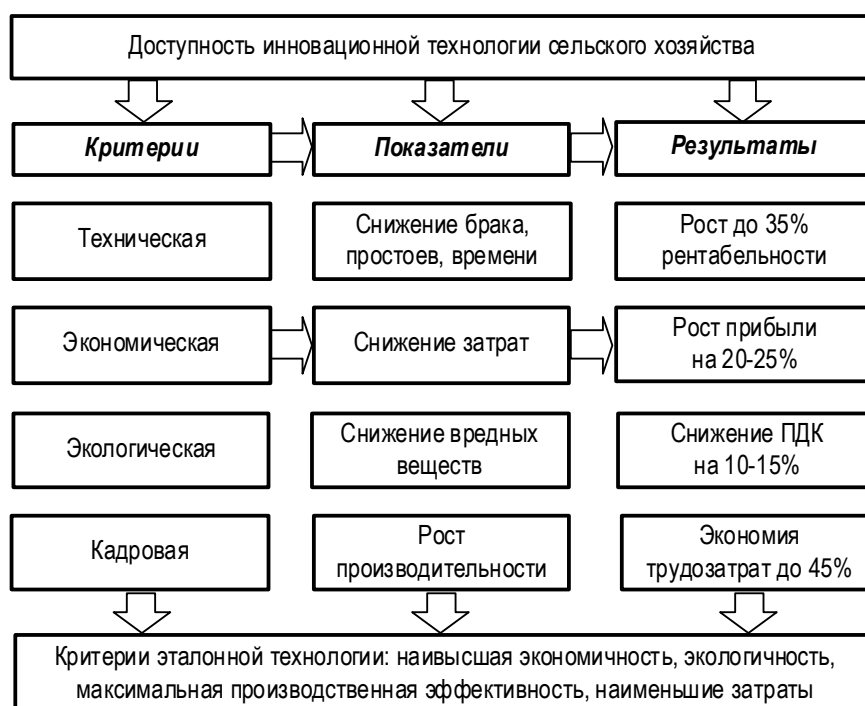 Доступность инновационной технологии сельского хозяйства
Критерии
Показатели
Результаты
Техническая
Снижение брака,
простоев, времени
Рост до 35%
рентабельности
Экономическая
Снижение затрат
Рост прибыли
на 20-25%
Экологическая
Снижение вредных
веществ
Снижение ПДК
на 10-15%
Кадровая
Рост
производительности
Экономия
трудозатрат до 45%
Критерии эталонной технологии: наивысшая экономичность, экологичность,
максимальная производственная эффективность, наименьшие затраты